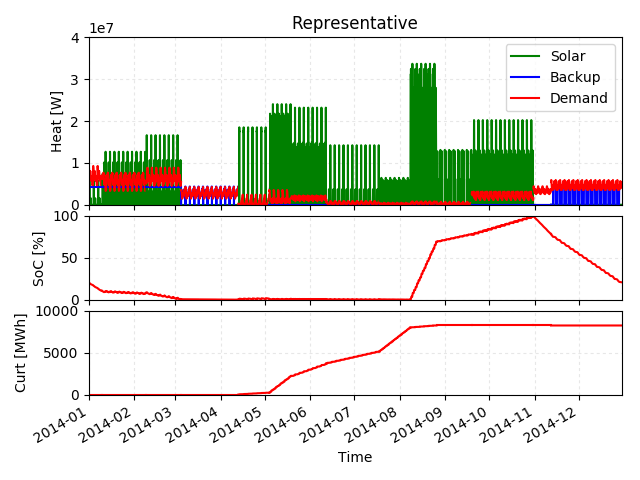 Representative
1e7
4
3
2
1
0
Heat [W]
Solar
Backup
Demand
100
50
0
SoC [%]
10000
5000
0
Curt [MWh]
2014-01
2014-02
2014-03
2014-04
2014-05
2014-06
2014-07
2014-08
2014-09
2014-10
2014-11
2014-12
Time